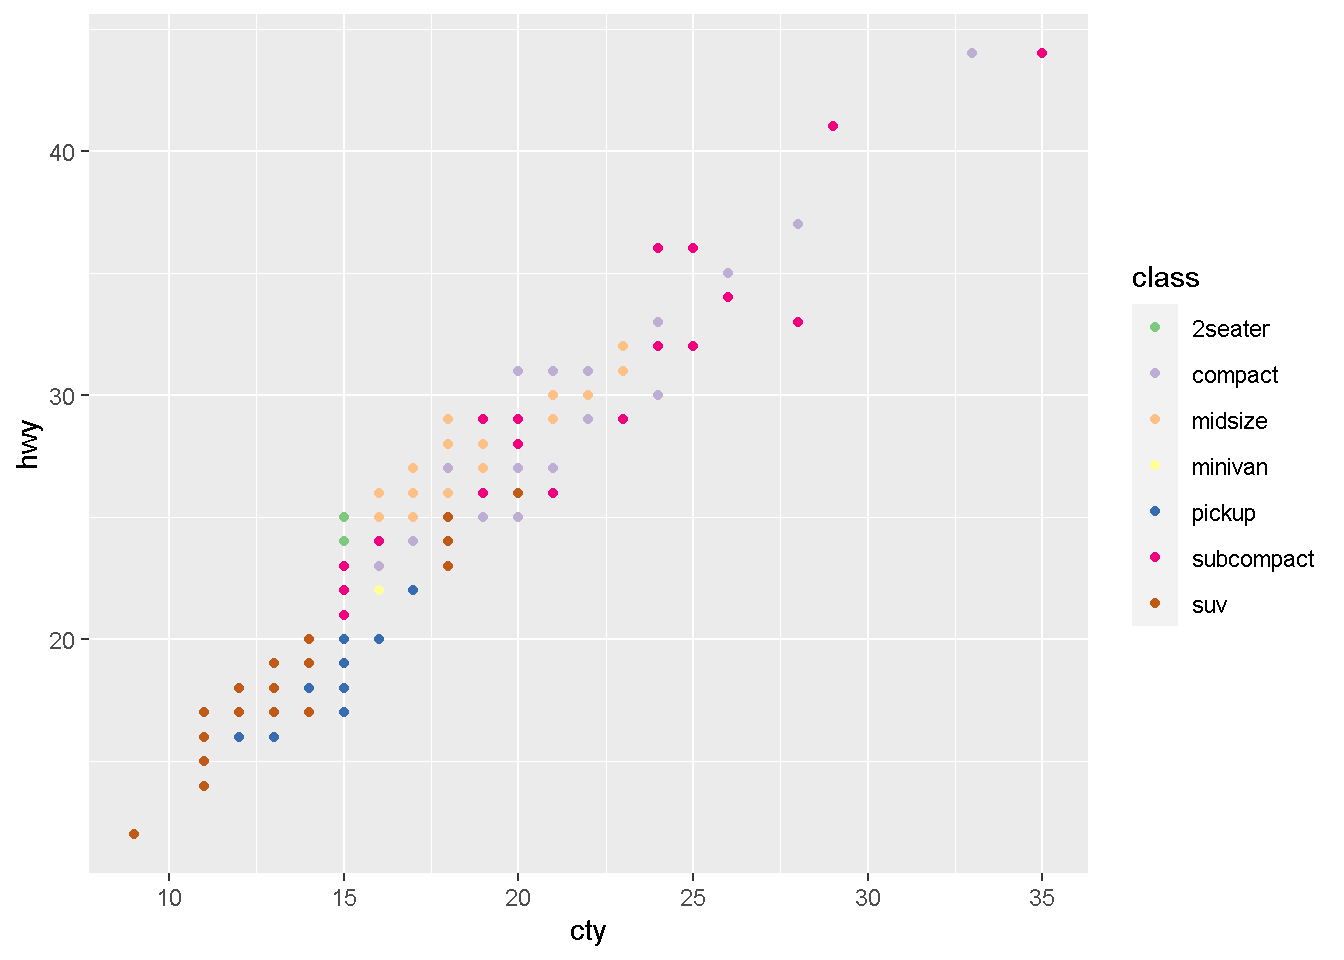 40
30
20
hwy
10 15 20 25 30 35
cty
class
2seater
compact
midsize
minivan
pickup
subcompact
suv